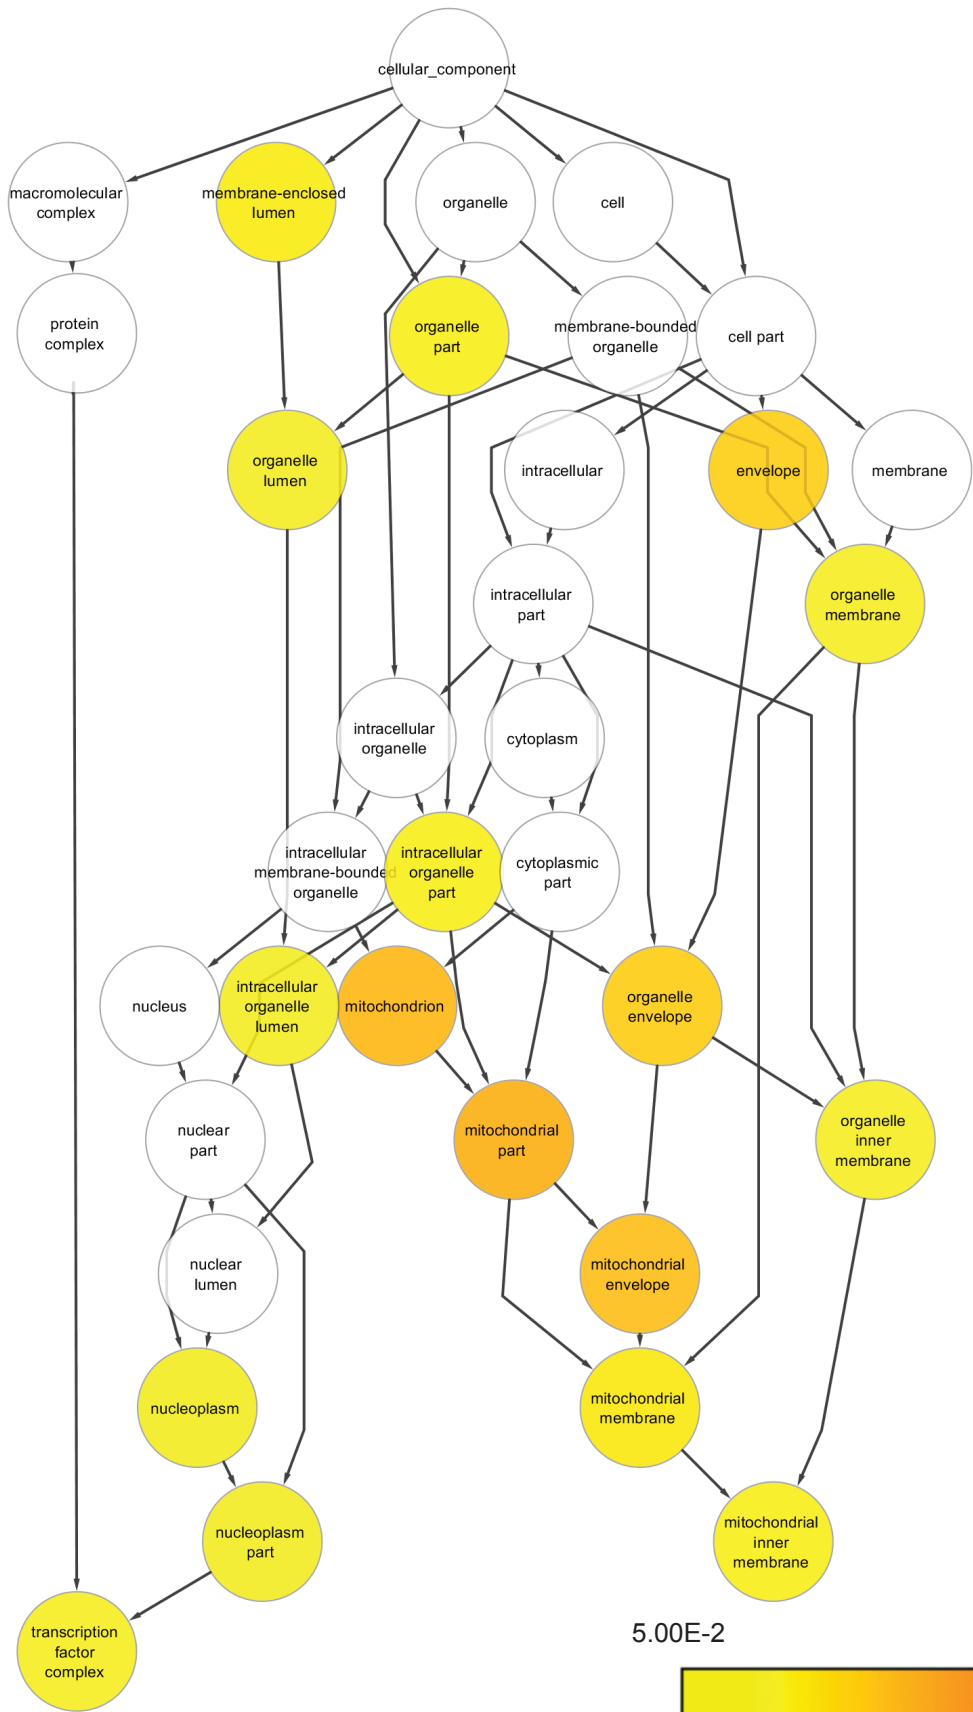 cellular_component
macromolecular
complex
membrane-enclosed
lumen
organelle
cell
protein
complex
organelle
part
membrane-bounded
organelle
cell part
organelle
lumen
intracellular
envelope
membrane
intracellular
part
organelle
membrane
intracellular
organelle
cytoplasm
intracellular
membrane-bounded
organelle
intracellular
organelle
part
cytoplasmic
part
nucleus
intracellular
organelle
lumen
mitochondrion
organelle
envelope
nuclear
part
mitochondrial
part
organelle
inner
membrane
nuclear
lumen
mitochondrial
envelope
nucleoplasm
mitochondrial
membrane
nucleoplasm
part
mitochondrial
inner
membrane
transcription
factor
complex
5.00E-2